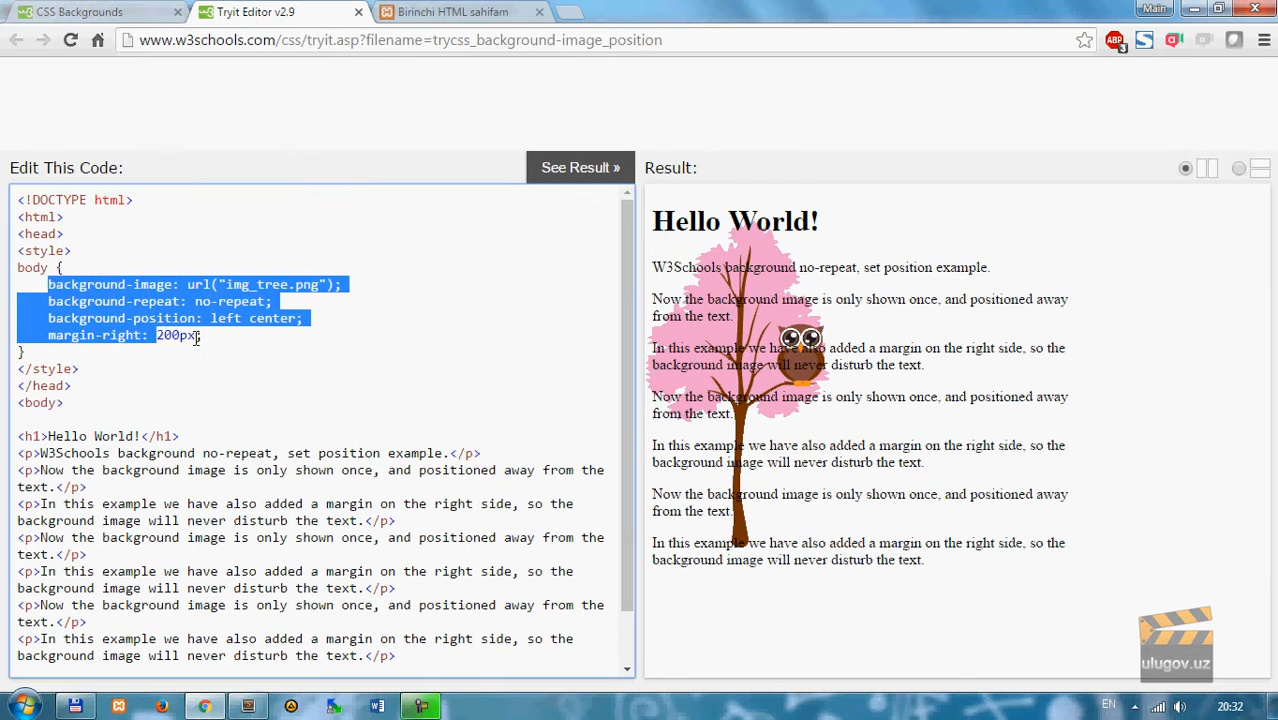 CSS Backgrounds
Tryit Editor v2.9
Birinchi HTML sahifam
Main
www.w3schools.com/css/tryit.asp?filename=trycss_background-image_position
ABP
3
Edit This Code:
See Result »
Result:
<!DOCTYPE html>
<html>
<head>
<style>
body {
background-image: url("img_tree.png");
background-repeat: no-repeat;
background-position: left center;
margin-right: 200px
}
</style>
</head>
<body>
<h1>Hello World!</h1>
<p>W3Schools background no-repeat, set position example.</p>
<p>Now the background image is only shown once, and positioned away from the
text.</p>
<p>In this example we have also added a margin on the right side, so the
background image will never disturb the text.</p>
<p>Now the background image is only shown once, and positioned away from the
text.</p>
<p>In this example we have also added a margin on the right side, so the
background image will never disturb the text.</p>
<p>Now the background image is only shown once, and positioned away from the
text.</p>
<p>In this example we have also added a margin on the right side, so the
background image will never disturb the text.</p>
Hello World!
W3Schools background no-repeat, set position example.
Now the background image is only shown once, and positioned away
from the text.
In this example we have also added a margin on the right side, so the
background image will never disturb the text.
Now the background image is only shown once, and positioned away
from the text.
In this example we have also added a margin on the right side, so the
background image will never disturb the text.
Now the background image is only shown once, and positioned away
from the text.
In this example we have also added a margin on the right side, so the
background image will never disturb the text.
ulugov.uz
EN
20:32